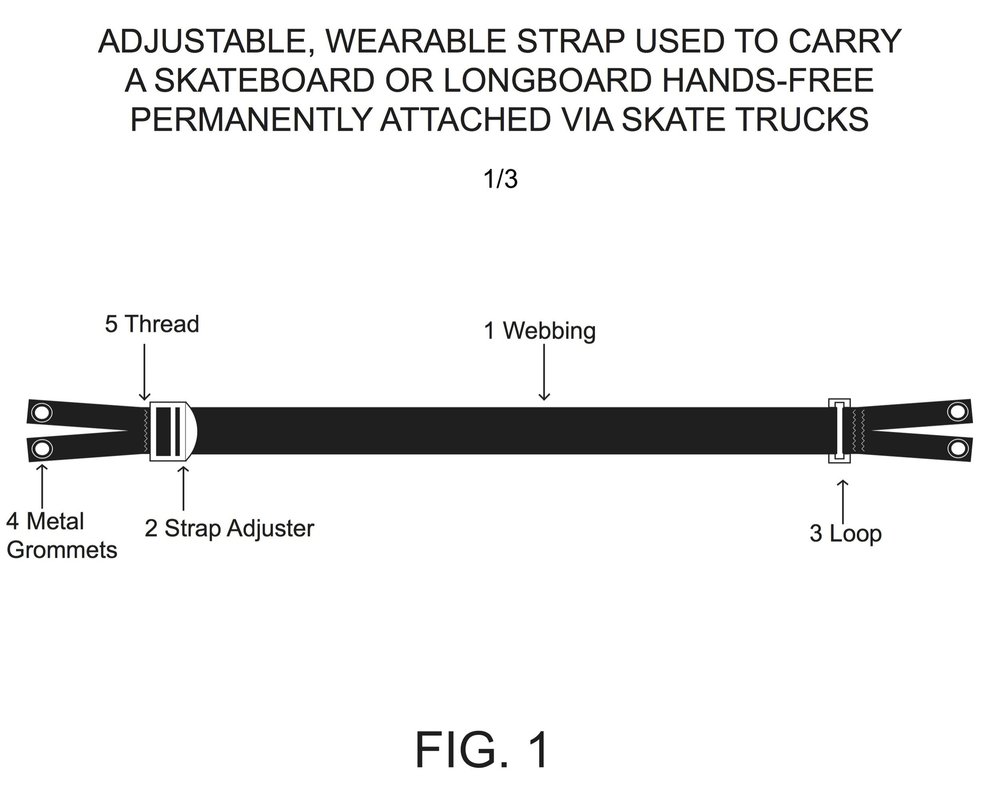 ADJUSTABLE, WEARABLE STRAP USED TO CARRY
A SKATEBOARD OR LONGBOARD HANDS-FREE
PERMANENTLY ATTACHED VIA SKATE TRUCKS
1/3
5 Thread
1 Webbing
4 Metal
Grommets
2 Strap Adjuster
3 Loop
FIG. 1